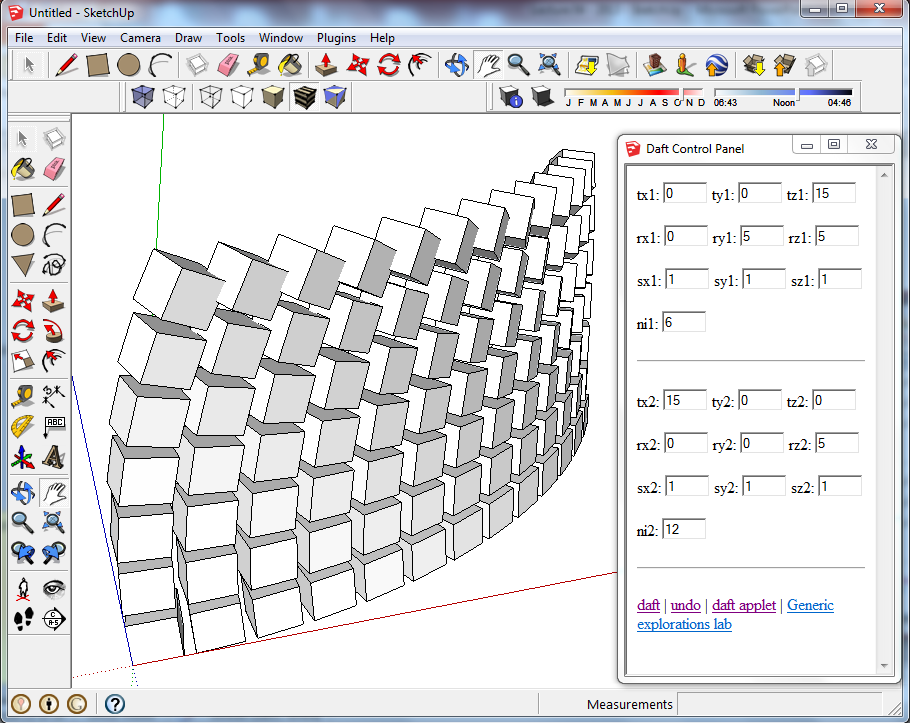 Untitled - SketchUp
File Edit View Camera Draw Tools Window Plugins Help
J F M A M J J A S O N D 06:43 Noon 04:46
Daft Control Panel
tx1: 0 ty1: 0 tz1: 15
rx1: 0 ry1: 5 rz1: 5
sx1: 1 sy1: 1 sz1: 1
ni1: 6
tx2: 15 ty2: 0 tz2: 0
rx2: 0 ry2: 0 rz2: 5
sx2: 1 sy2: 1 sz2: 1
ni2: 12
daft | undo | daft applet | Generic
explorations lab
ABC
Measurements